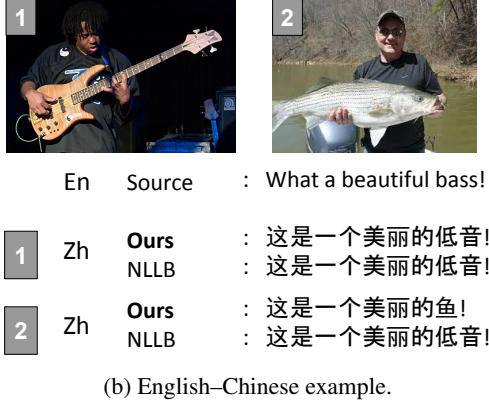 1
2
En Source : What a beautiful bass!
1 Zh Ours : 这是一个美丽的低音!
NLLB : 这是一个美丽的低音!
2 Zh Ours : 这是一个美丽的鱼!
NLLB : 这是一个美丽的低音!
(b) English–Chinese example.